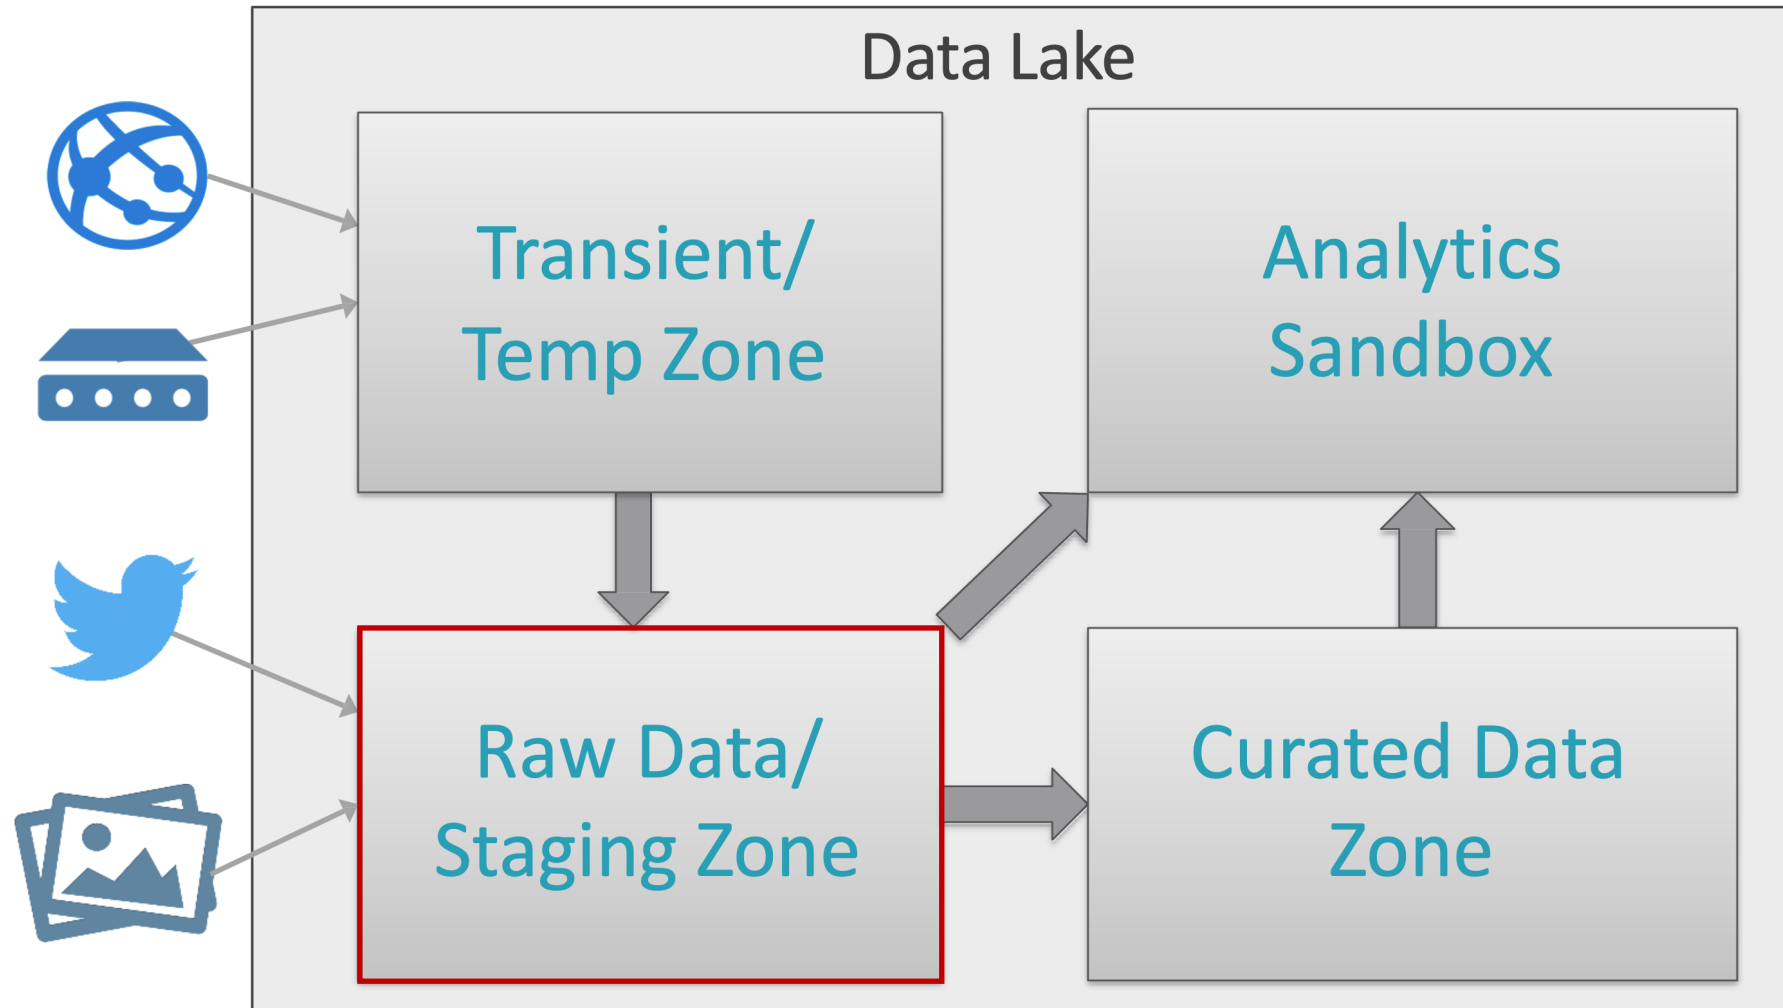 Data Lake
Transient/
Temp Zone
Analytics
Sandbox
Raw Data/
Staging Zone
Curated Data
Zone